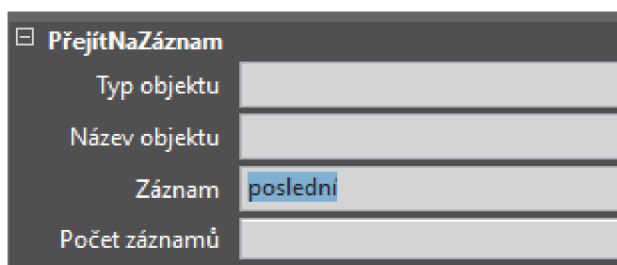 PřejítNaZáznam
Typ objektu
Název objektu
Záznam poslední
Počet záznamů